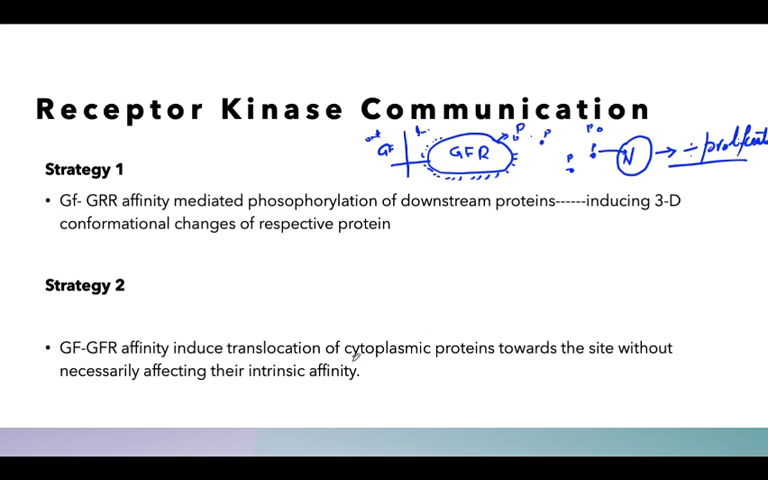 Receptor Kinase Communication
out
GF
GFR
P
P
P
P
N
Strategy 1
• Gf- GRR affinity mediated phosophorylation of downstream proteins------inducing 3-D
conformational changes of respective protein
Strategy 2
• GF-GFR affinity induce translocation of cytoplasmic proteins towards the site without
necessarily affecting their intrinsic affinity.